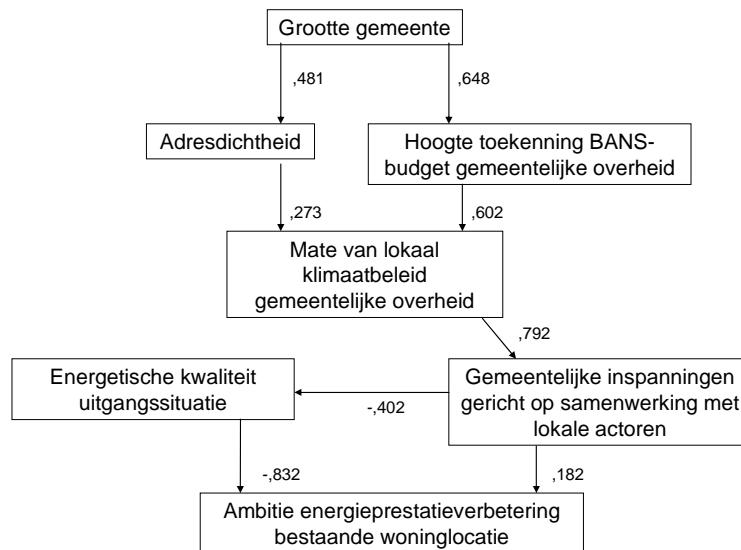 Grootte gemeente
,481
,648
Adresdichtheid
Hoogte toekenning BANS-
budget gemeentelijke overheid
,273
,602
Mate van lokaal
klimaatbeleid
gemeentelijke overheid
,792
Energetische kwaliteit
uitgangssituatie
Gemeentelijke inspanningen
gericht op samenwerking met
lokale actoren
-,402
-,832
,182
Ambitie energieprestatieverbetering
bestaande woninglocatie